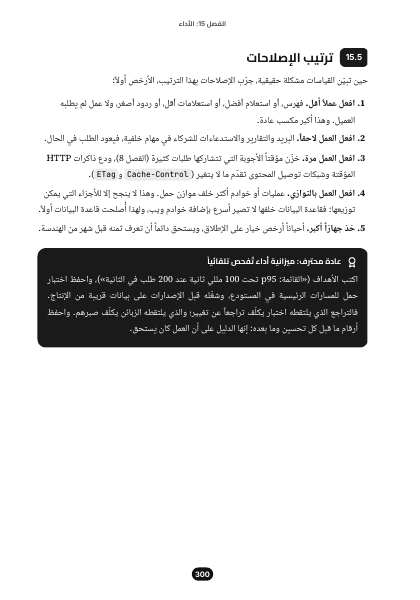 الفصل 15: الأداء
15.5 ترتيب الإصلاحات
حين تبيّن القياسات مشكلة حقيقية، جرّب الإصلاحات بهذا الترتيب، الأرخص أولاً:
1. افعل عملاً أقل. فهرس، أو استعلام أفضل، أو استعلامات أقل، أو ردود أصغر، ولا عمل لم يطلبه
العميل. وهذا أكبر مكسب عادة.
2. افعل العمل لاحقاً. البريد والتقارير والاستدعاءات للشركاء في مهام خلفية، فيعود الطلب في الحال.
3. افعل العمل مرة. خزّن مؤقتاً الأجوبة التي تتشاركها طلبات كثيرة (الفصل 8)، ودع ذاكرات HTTP
المؤقتة وشبكات توصيل المحتوى تقدّم ما لا يتغير (Cache-Control و ETag).
4. افعل العمل بالتوازي. عمليات أو خوادم أكثر خلف موازن حمل. وهذا لا ينجح إلا للأجزاء التي يمكن
توزيعها: فقاعدة البيانات خلفها لا تصير أسرع بإضافة خوادم ويب، ولهذا أُصلحت قاعدة البيانات أولاً.
5. خذ جهازاً أكبر. أحياناً أرخص خيار على الإطلاق، ويستحق دائماً أن تعرف ثمنه قبل شهر من الهندسة.
عادة محترف: ميزانية أداء تُفحص تلقائياً
اكتب الأهداف («القائمة: p95 تحت 100 مللي ثانية عند 200 طلب في الثانية»)، واحفظ اختبار
حمل للمسارات الرئيسية في المستودع، وشغّله قبل الإصدارات على بيانات قريبة من الإنتاج.
فالتراجع الذي يلتقطه اختبار يكلّف تراجعاً عن تغيير؛ والذي يلتقطه الزبائن يكلّف صبرهم. واحفظ
أرقام ما قبل كل تحسين وما بعده: إنها الدليل على أن العمل كان يستحق.
300